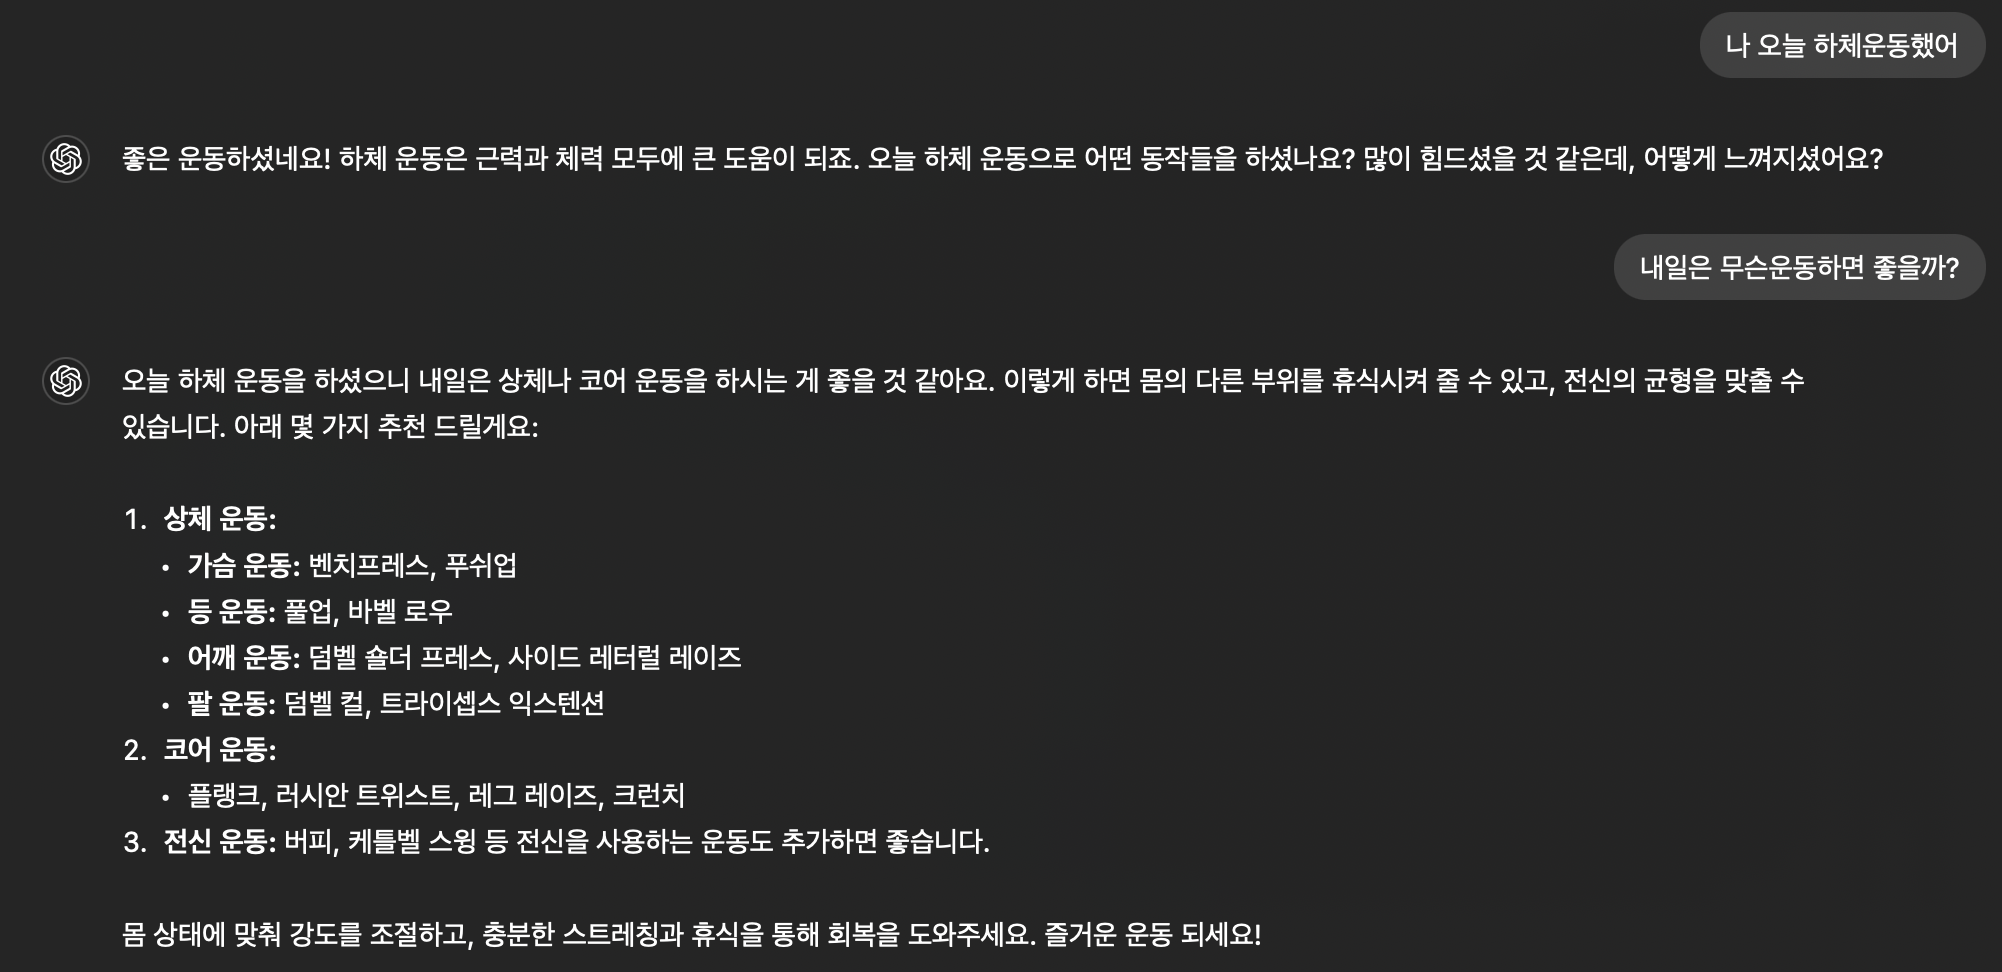 나 오늘 하체운동했어
좋은 운동하셨네요! 하체 운동은 근력과 체력 모두에 큰 도움이 되죠. 오늘 하체 운동으로 어떤 동작들을 하셨나요? 많이 힘드셨을 것 같은데, 어떻게 느껴지셨어요?
내일은 무슨운동하면 좋을까?
오늘 하체 운동을 하셨으니 내일은 상체나 코어 운동을 하시는 게 좋을 것 같아요. 이렇게 하면 몸의 다른 부위를 휴식시켜 줄 수 있고, 전신의 균형을 맞출 수
있습니다. 아래 몇 가지 추천 드릴게요:
1. 상체 운동:
• 가슴 운동: 벤치프레스, 푸쉬업
• 등 운동: 풀업, 바벨 로우
• 어깨 운동: 덤벨 숄더 프레스, 사이드 레터럴 레이즈
• 팔 운동: 덤벨 컬, 트라이셉스 익스텐션
2. 코어 운동:
• 플랭크, 러시안 트위스트, 레그 레이즈, 크런치
3. 전신 운동: 버피, 케틀벨 스윙 등 전신을 사용하는 운동도 추가하면 좋습니다.
몸 상태에 맞춰 강도를 조절하고, 충분한 스트레칭과 휴식을 통해 회복을 도와주세요. 즐거운 운동 되세요!